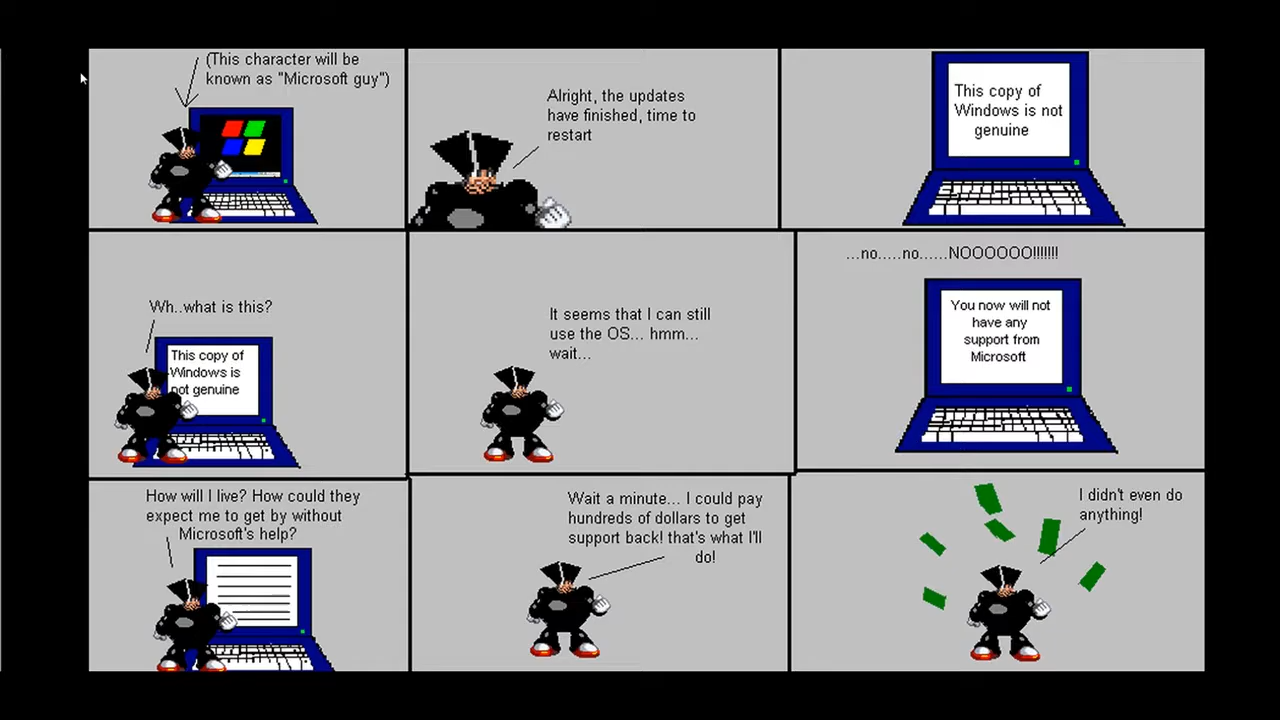 (This character will be
known as "Microsoft guy")
Alright, the updates
have finished, time to
restart
This copy of
Windows is not
genuine
Wh..what is this?
This copy of
Windows is
not genuine
It seems that I can still
use the OS... hmm...
wait...
...no.....no......NOOOOOO!!!!!!!
You now will not
have any
support from
Microsoft
How will I live? How could they
expect me to get by without
Microsoft's help?
Wait a minute... I could pay
hundreds of dollars to get
support back! that's what I'll
do!
I didn't even do
anything!